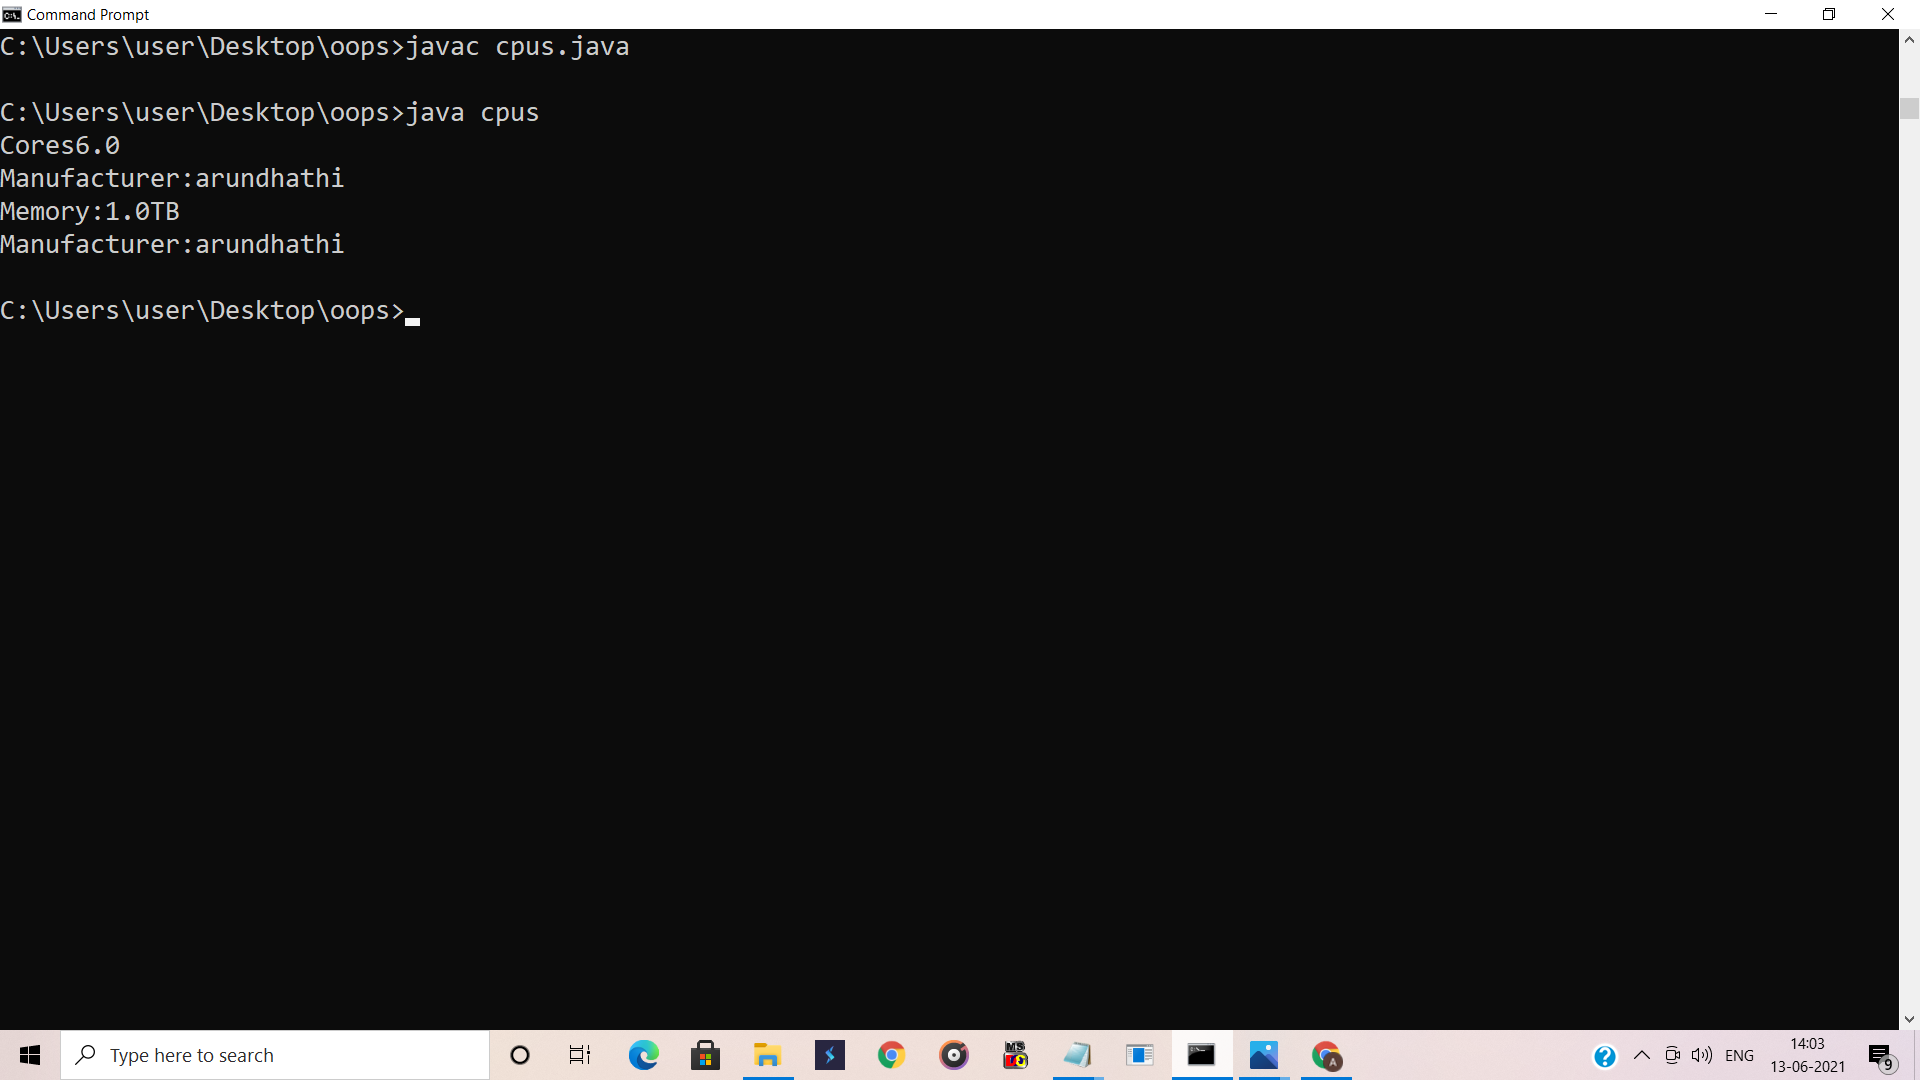 Command Prompt
C:\Users\user\Desktop\oops>javac cpus.java
C:\Users\user\Desktop\oops>java cpus
Cores6.0
Manufacturer:arundhathi
Memory:1.0TB
Manufacturer:arundhathi
C:\Users\user\Desktop\oops>
Type here to search
MS
A
ENG
14:03
13-06-2021
9